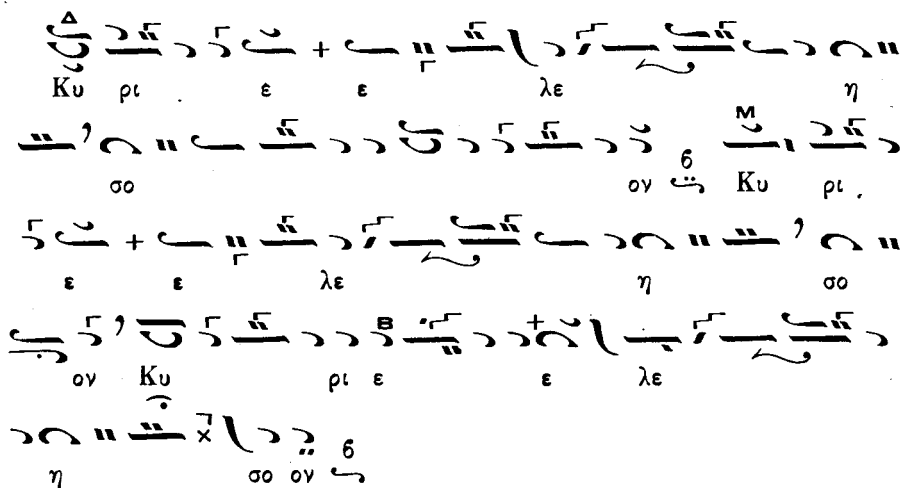 Κυ ρι ε ε λε η
σο ον Κυ ρι
ε ε λε η σο
ον Κυ ρι ε ε λε
η σο ον